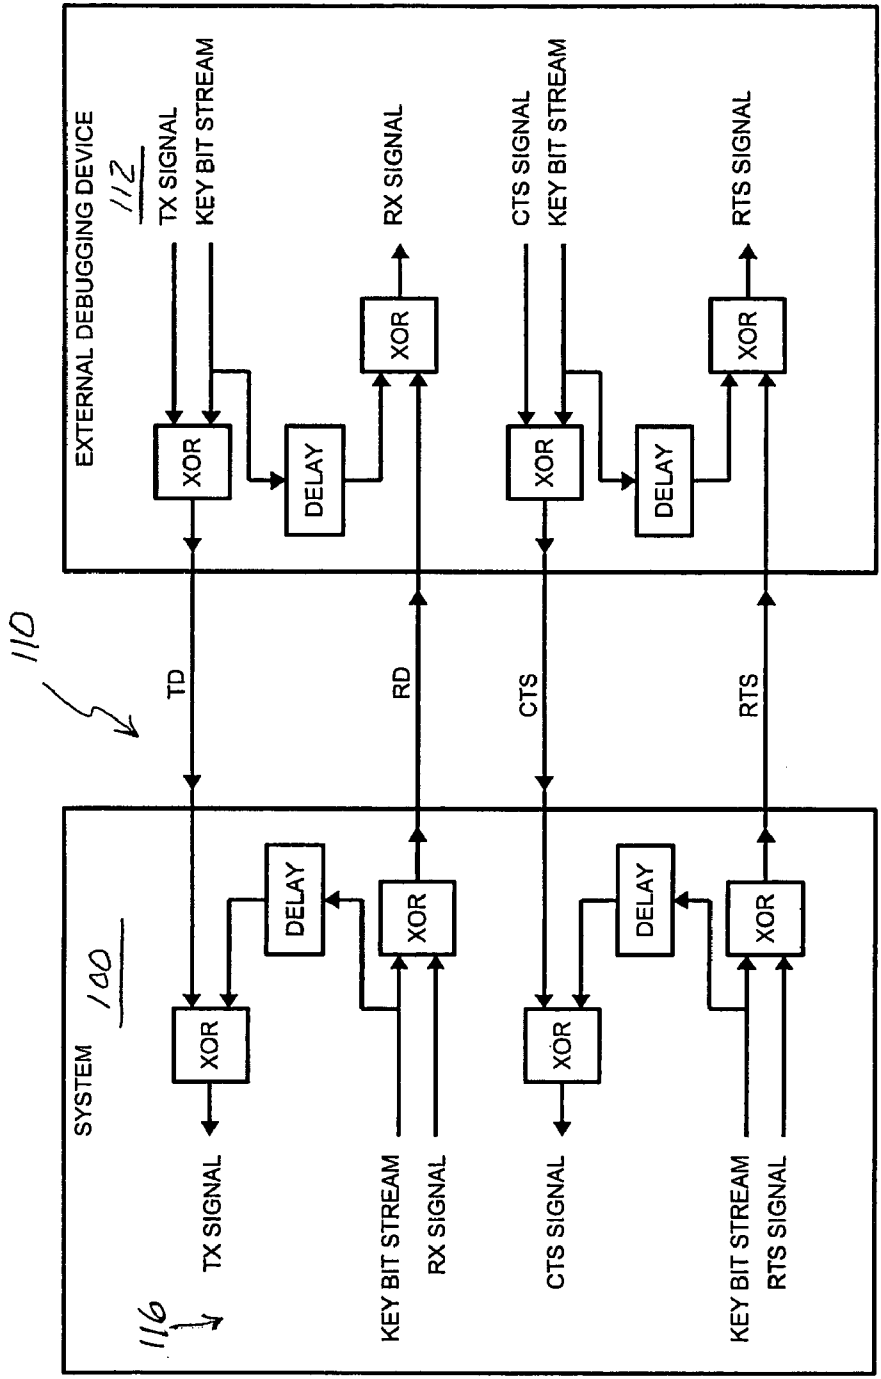 110
SYSTEM
100
116
TX SIGNAL
XOR
DELAY
KEY BIT STREAM
RX SIGNAL
XOR
CTS SIGNAL
XOR
DELAY
KEY BIT STREAM
RTS SIGNAL
XOR
TD
RD
CTS
RTS
EXTERNAL DEBUGGING DEVICE
112
TX SIGNAL
KEY BIT STREAM
XOR
DELAY
XOR
RX SIGNAL
CTS SIGNAL
KEY BIT STREAM
XOR
DELAY
XOR
RTS SIGNAL